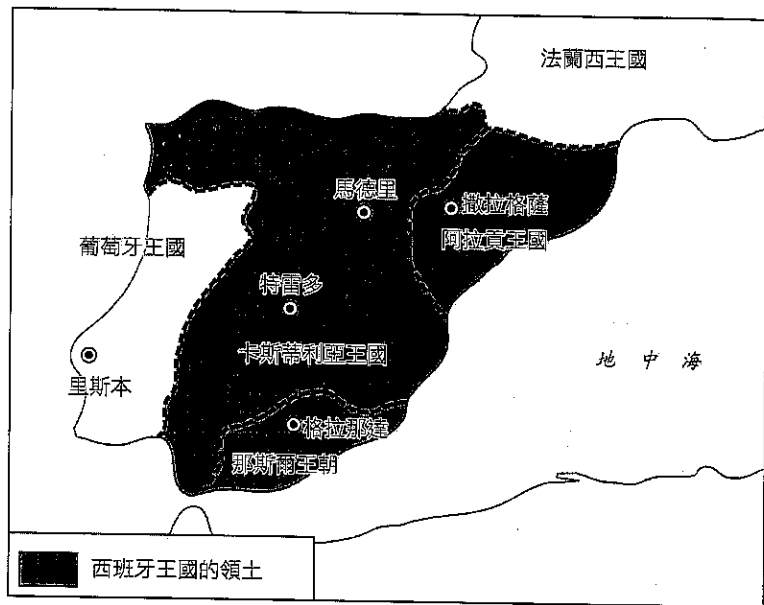 法蘭西王國
馬德里
撒拉格薩
阿拉貢王國
葡萄牙王國
特雷多
卡斯蒂利亞王國
地中海
里斯本
格拉那達
那斯爾王朝
西班牙王國的領土